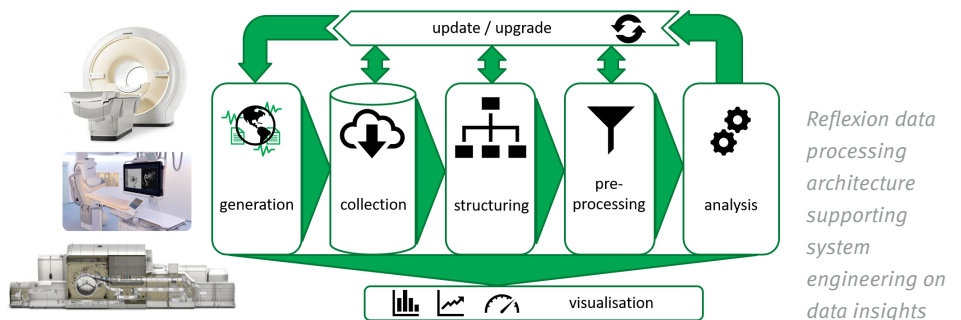 update / upgrade
generation
collection
structuring
pre-
processing
analysis
visualisation
Reflexion data
processing
architecture
supporting
system
engineering on
data insights